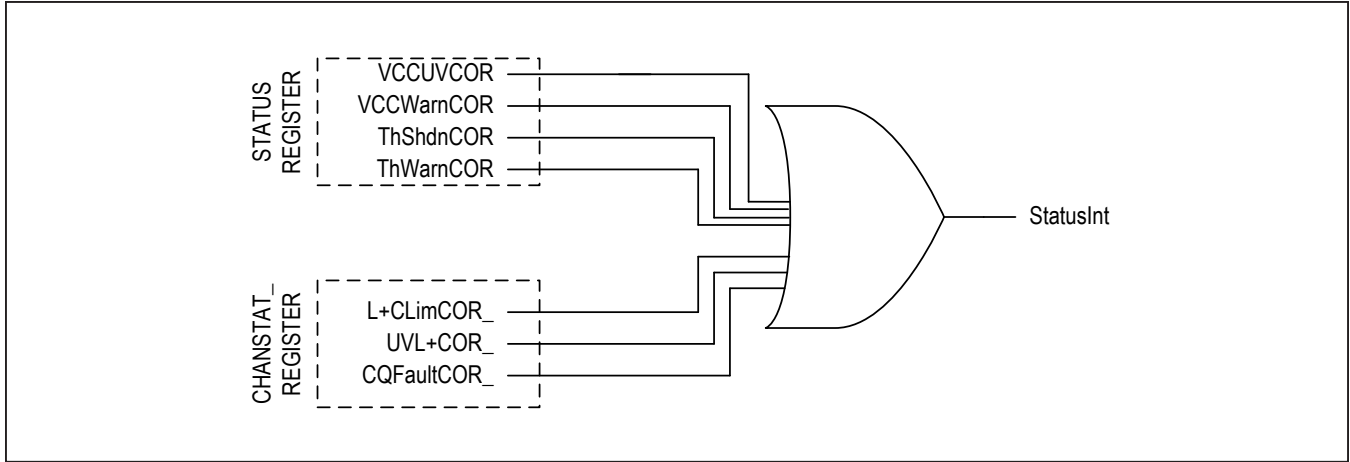 STATUS
REGISTER
VCCUVCOR
VCCWarnCOR
ThShdnCOR
ThWarnCOR
StatusInt
CHANSTAT_
REGISTER
L+CLimCOR_
UVL+COR_
CQFaultCOR_